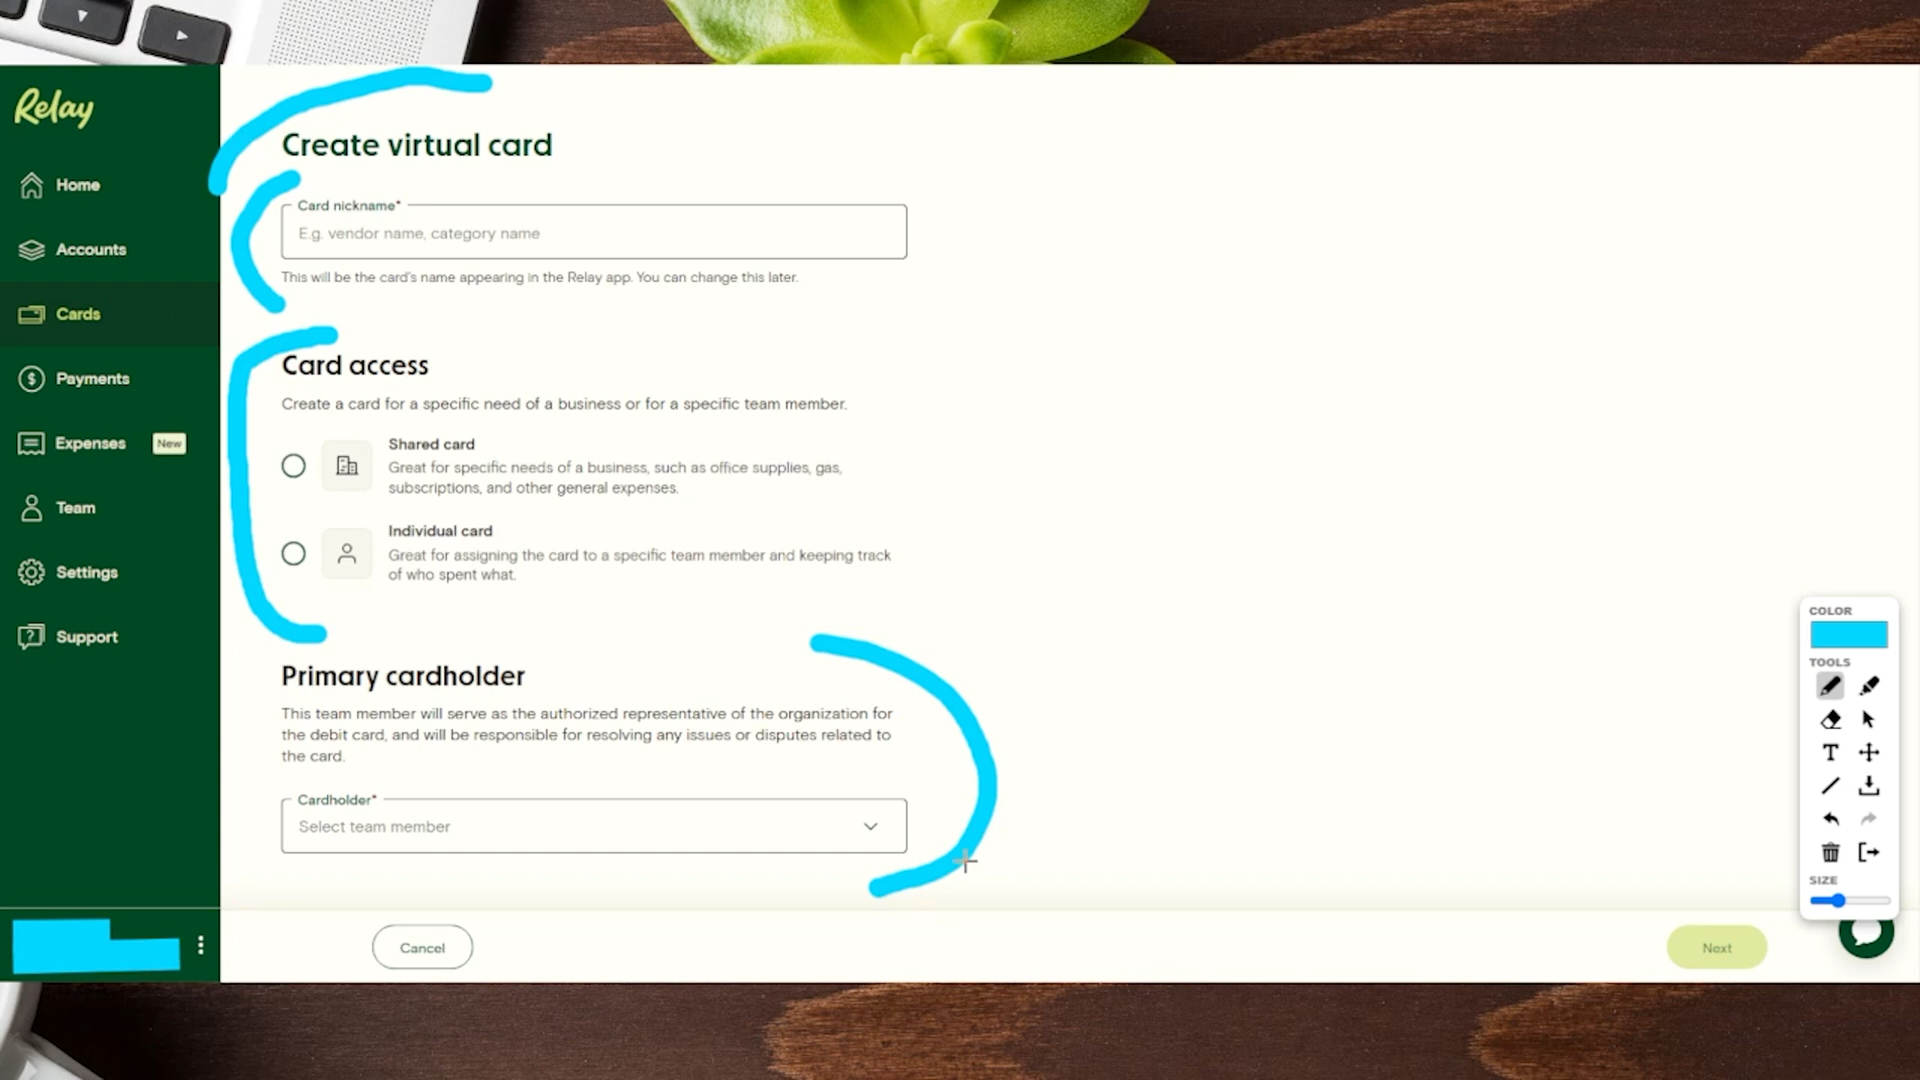 Relay
Home
Accounts
Cards
Payments
Expenses New
Team
Settings
Support
Create virtual card
Card nickname*
E.g. vendor name, category name
This will be the card's name appearing in the Relay app. You can change this later.
Card access
Create a card for a specific need of a business or for a specific team member.
Shared card
Great for specific needs of a business, such as office supplies, gas,
subscriptions, and other general expenses.
Individual card
Great for assigning the card to a specific team member and keeping track
of who spent what.
Primary cardholder
This team member will serve as the authorized representative of the organization for
the debit card, and will be responsible for resolving any issues or disputes related to
the card.
Cardholder*
Select team member
Cancel
Next
COLOR
TOOLS
T
SIZE